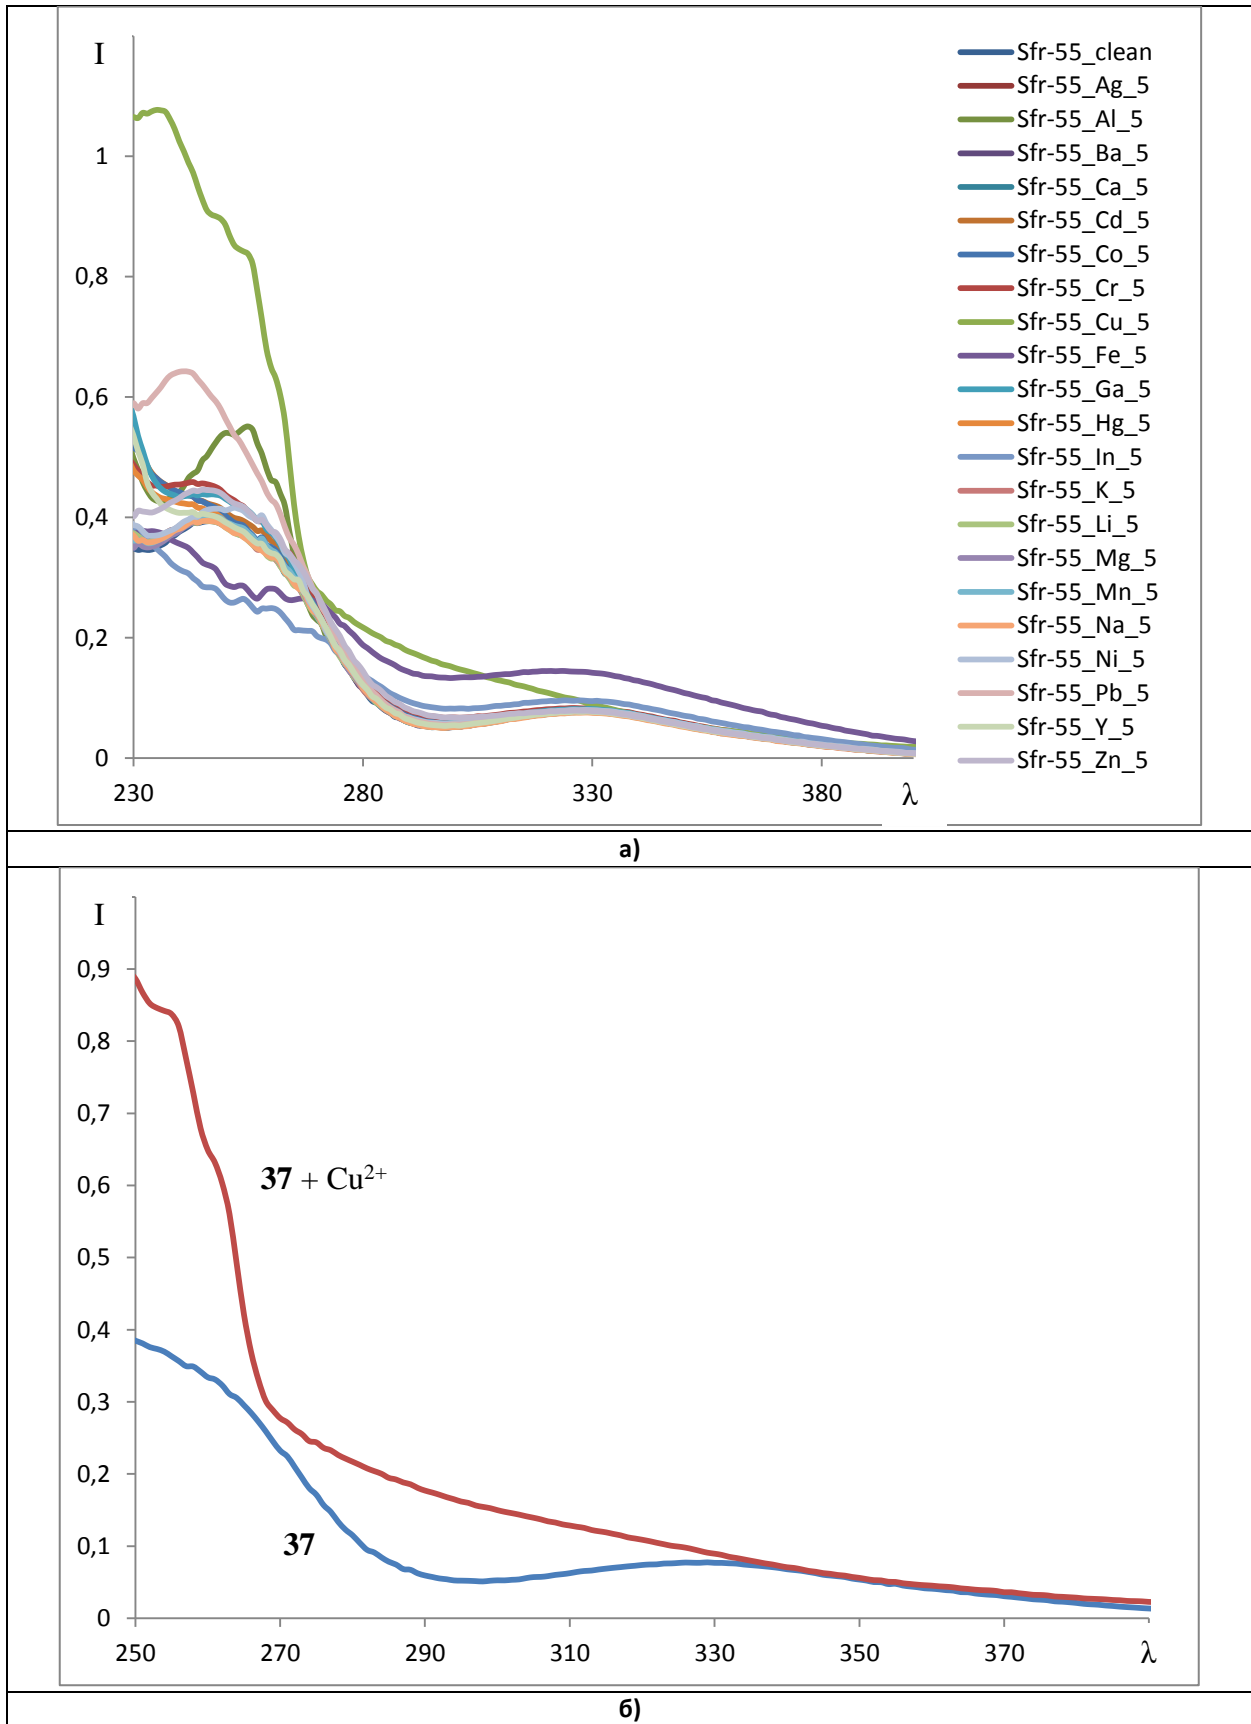 I
1
0,8
0,6
0,4
0,2
0
230
280
330
380
λ
Sfr-55_clean
Sfr-55_Ag_5
Sfr-55_Al_5
Sfr-55_Ba_5
Sfr-55_Ca_5
Sfr-55_Cd_5
Sfr-55_Co_5
Sfr-55_Cr_5
Sfr-55_Cu_5
Sfr-55_Fe_5
Sfr-55_Ga_5
Sfr-55_Hg_5
Sfr-55_In_5
Sfr-55_K_5
Sfr-55_Li_5
Sfr-55_Mg_5
Sfr-55_Mn_5
Sfr-55_Na_5
Sfr-55_Ni_5
Sfr-55_Pb_5
Sfr-55_Y_5
Sfr-55_Zn_5
а)
I
0,9
0,8
0,7
0,6
0,5
0,4
0,3
0,2
0,1
0
37 + Cu²⁺
37
250
270
290
310
330
350
370
λ
б)